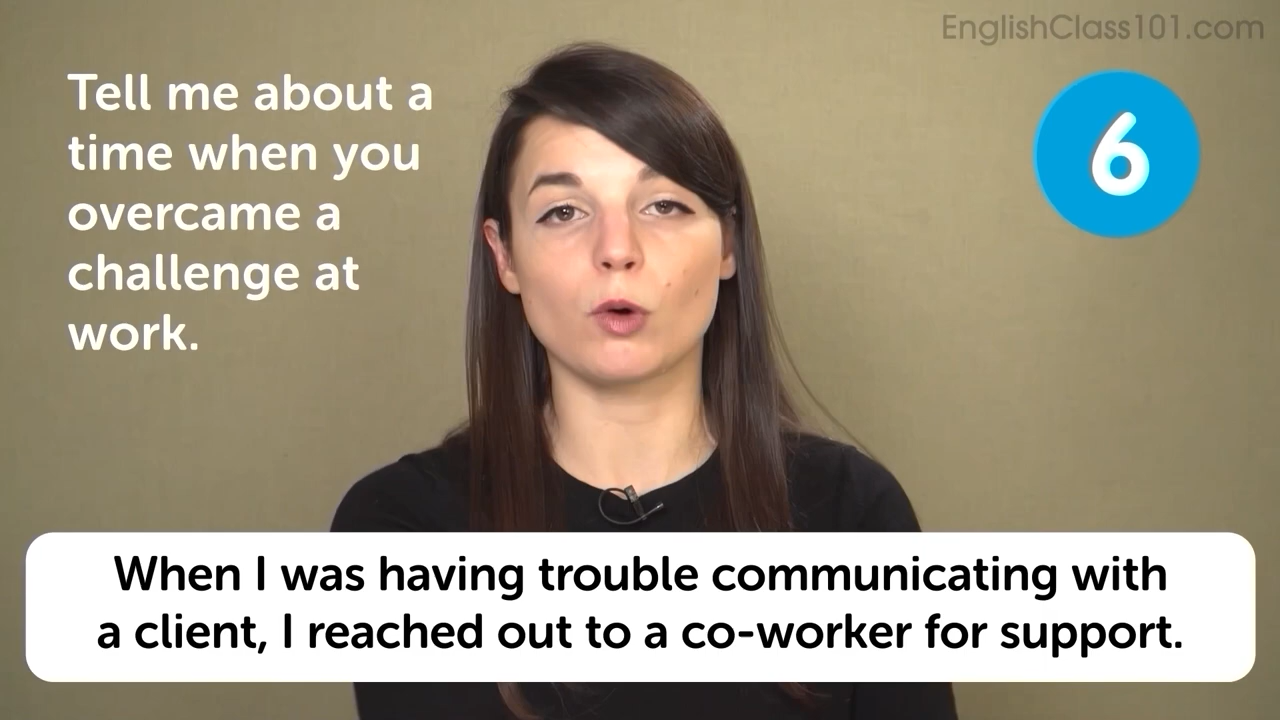 EnglishClass101.com
Tell me about a
time when you
overcame a
challenge at
work.
6
When I was having trouble communicating with
a client, I reached out to a co-worker for support.